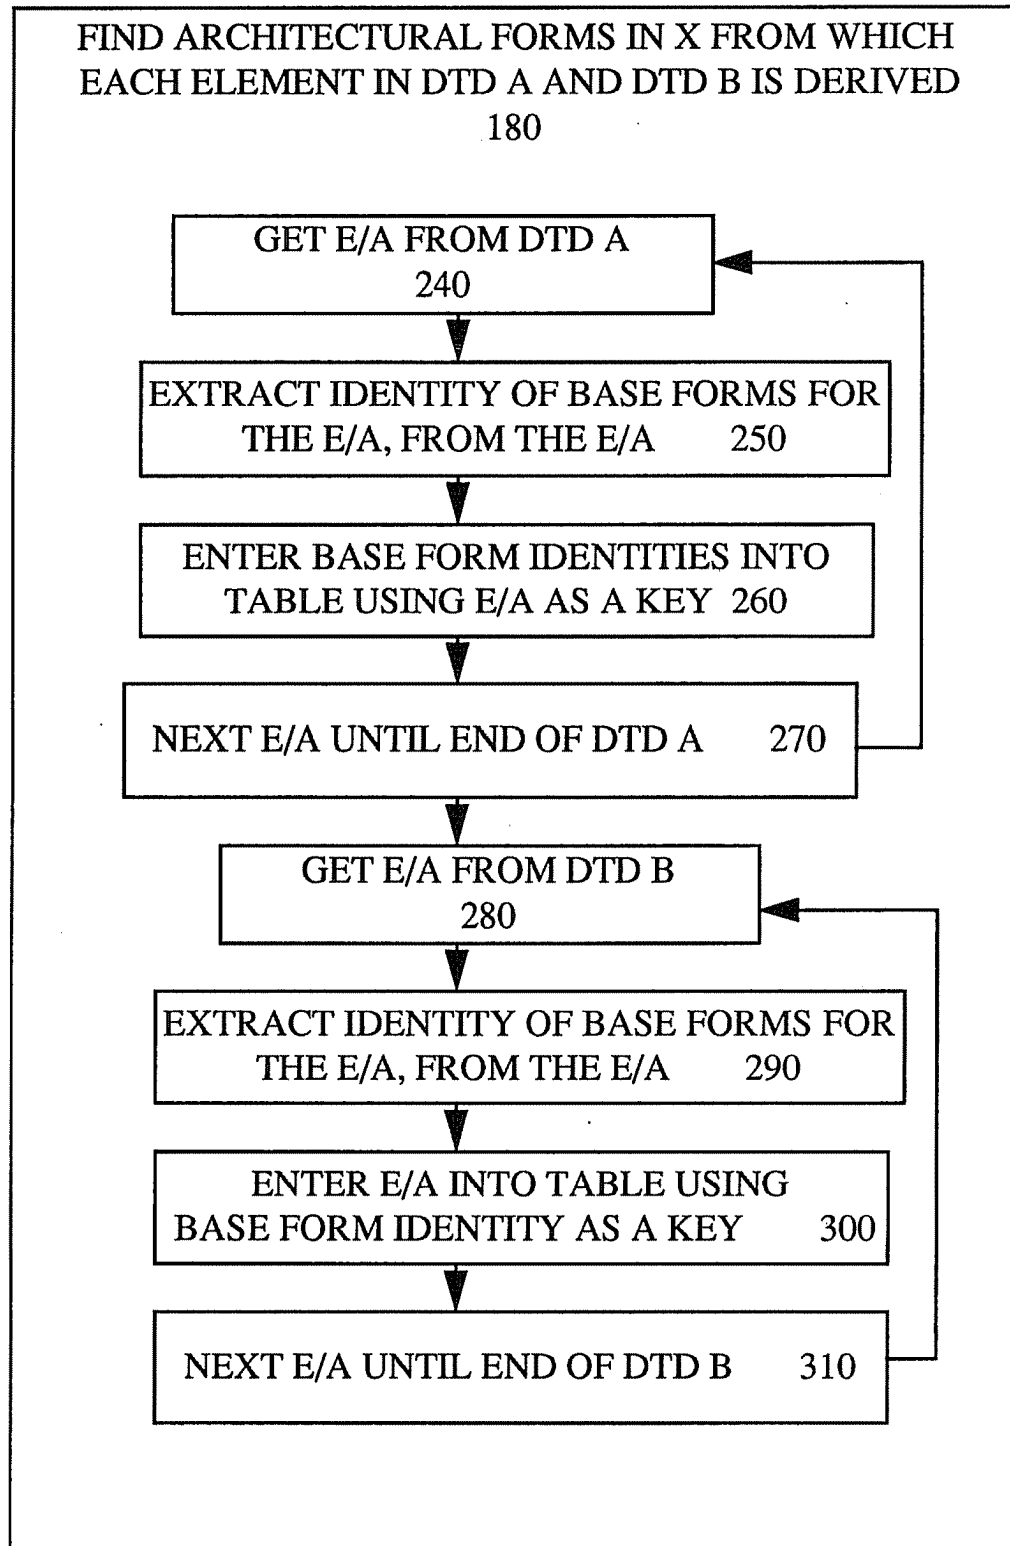 FIND ARCHITECTURAL FORMS IN X FROM WHICH
EACH ELEMENT IN DTD A AND DTD B IS DERIVED
180
GET E/A FROM DTD A
240
EXTRACT IDENTITY OF BASE FORMS FOR
THE E/A, FROM THE E/A 250
ENTER BASE FORM IDENTITIES INTO
TABLE USING E/A AS A KEY 260
NEXT E/A UNTIL END OF DTD A 270
GET E/A FROM DTD B
280
EXTRACT IDENTITY OF BASE FORMS FOR
THE E/A, FROM THE E/A 290
ENTER E/A INTO TABLE USING
BASE FORM IDENTITY AS A KEY 300
NEXT E/A UNTIL END OF DTD B 310